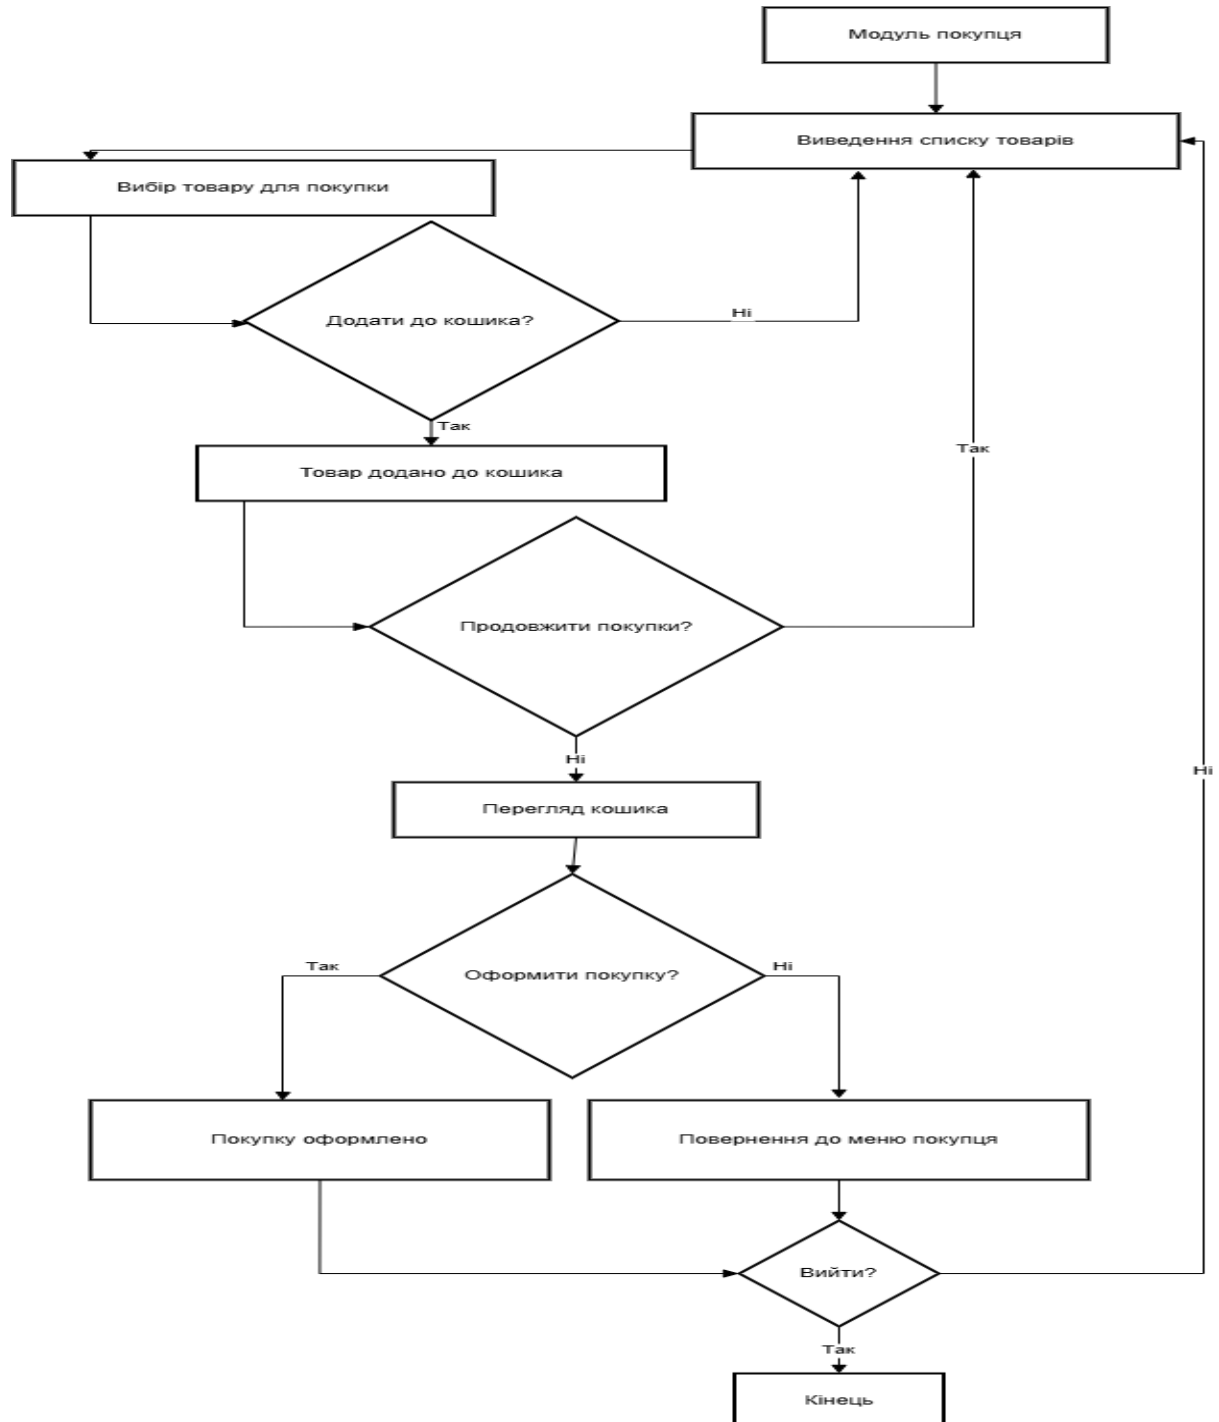 Модуль покупця
Виведення списку товарів
Вибір товару для покупки
Додати до кошика?
Ні
Так
Товар додано до кошика
Так
Продовжити покупки?
Ні
Ні
Перегляд кошика
Так
Оформити покупку?
Ні
Покупку оформлено
Повернення до меню покупця
Вийти?
Так
Кінець